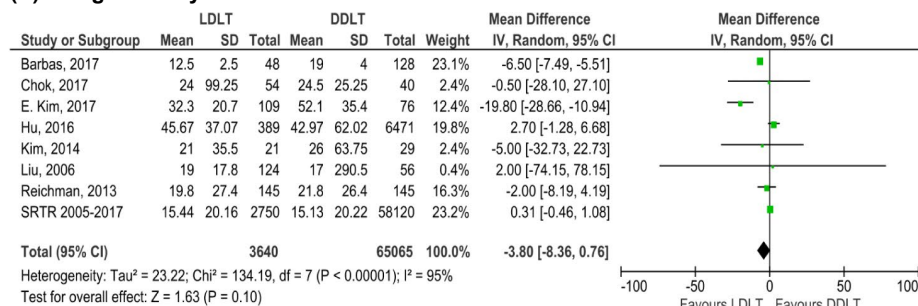 LDLT DDLT Mean Difference Mean Difference
Study or Subgroup Mean SD Total Mean SD Total Weight IV, Random, 95% CI IV, Random, 95% CI
Barbas, 2017 12.5 2.5 48 19 4 128 23.1% -6.50 [-7.49, -5.51]
Chok, 2017 24 99.25 54 24.5 25.25 40 2.4% -0.50 [-28.10, 27.10]
E. Kim, 2017 32.3 20.7 109 52.1 35.4 76 12.4% -19.80 [-28.66, -10.94]
Hu, 2016 45.67 37.07 389 42.97 62.02 6471 19.8% 2.70 [-1.28, 6.68]
Kim, 2014 21 35.5 21 26 63.75 29 2.4% -5.00 [-32.73, 22.73]
Liu, 2006 19 17.8 124 17 290.5 56 0.4% 2.00 [-74.15, 78.15]
Reichman, 2013 19.8 27.4 145 21.8 26.4 145 16.3% -2.00 [-8.19, 4.19]
SRTR 2005-2017 15.44 20.16 2750 15.13 20.22 58120 23.2% 0.31 [-0.46, 1.08]
Total (95% CI) 3640 65065 100.0% -3.80 [-8.36, 0.76]
Heterogeneity: Tau² = 23.22; Chi² = 134.19, df = 7 (P < 0.00001); I² = 95%
Test for overall effect: Z = 1.63 (P = 0.10)
-100 -50 0 50 100
Favours LDLT Favours DDLT